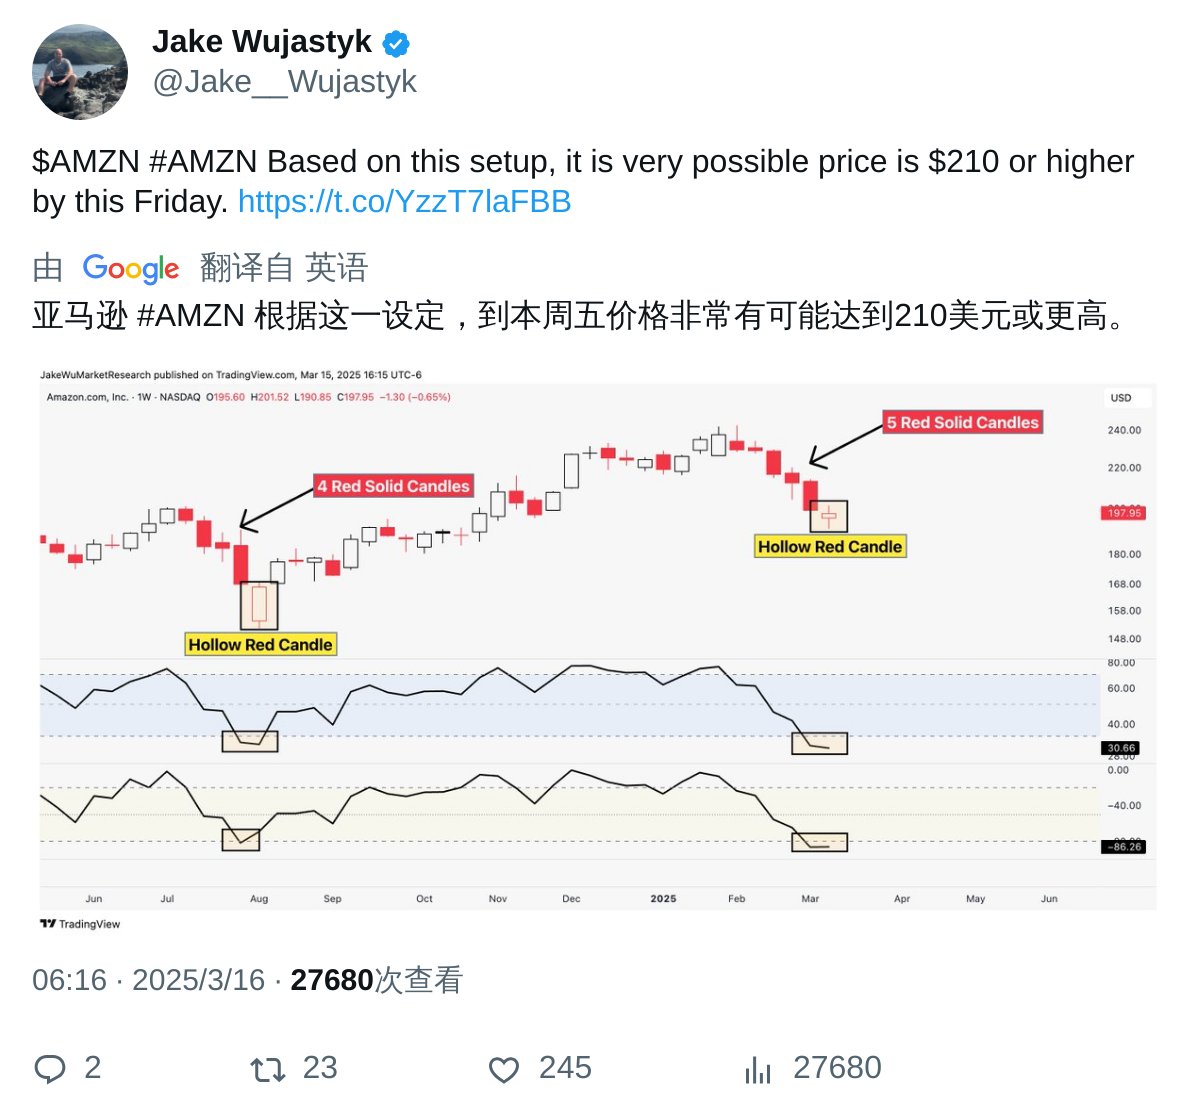 Jake Wujastyk
@Jake__Wujastyk
$AMZN #AMZN Based on this setup, it is very possible price is $210 or higher
by this Friday. https://t.co/YzzT7laFBB
由 Google 翻译自 英语
亚马逊 #AMZN 根据这一设定，到本周五价格非常有可能达到210美元或更高。
JakeWuMarketResearch published on TradingView.com, Mar 15, 2025 16:15 UTC-6
Amazon.com, Inc. · 1W · NASDAQ O195.60 H201.52 L190.85 C197.95 −1.30 (−0.65%)
USD
5 Red Solid Candles
240.00
220.00
4 Red Solid Candles
197.95
Hollow Red Candle
180.00
168.00
158.00
Hollow Red Candle
148.00
80.00
60.00
40.00
30.66
28.00
0.00
−40.00
−86.26
Jun Jul Aug Sep Oct Nov Dec 2025 Feb Mar Apr May Jun
TradingView
06:16 · 2025/3/16 · 27680次查看
2 23 245 27680